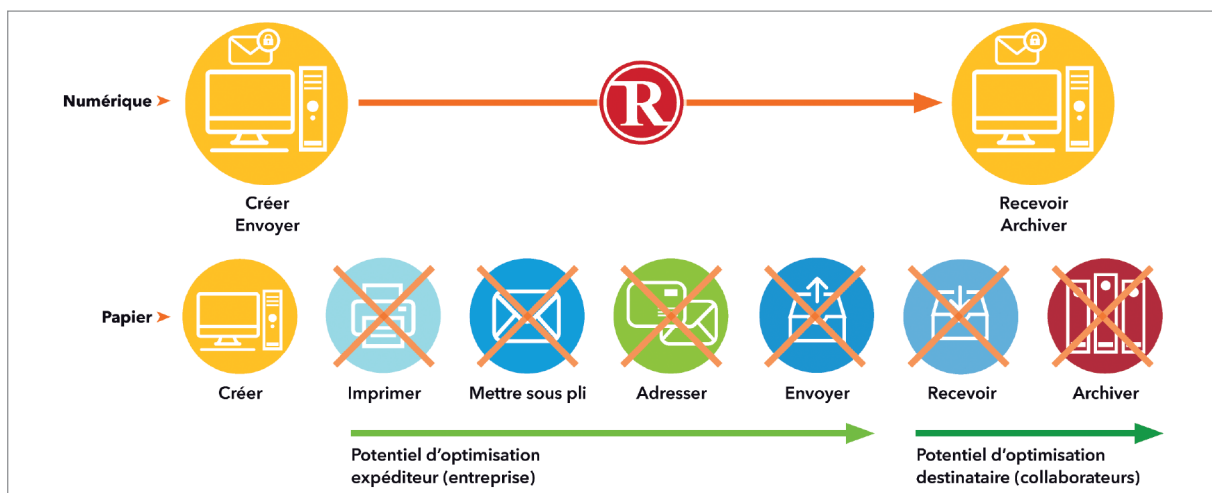 Numérique
R
Créer
Envoyer
Recevoir
Archiver
Papier
Créer
Imprimer
Mettre sous pli
Adresser
Envoyer
Recevoir
Archiver
Potentiel d'optimisation
expéditeur (entreprise)
Potentiel d'optimisation
destinataire (collaborateurs)